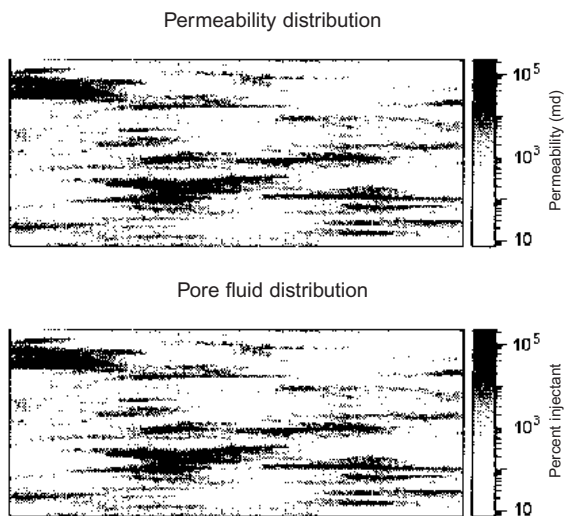 Permeability distribution
10⁵
10³
10
Permeability (md)
Pore fluid distribution
10⁵
10³
10
Percent injectant